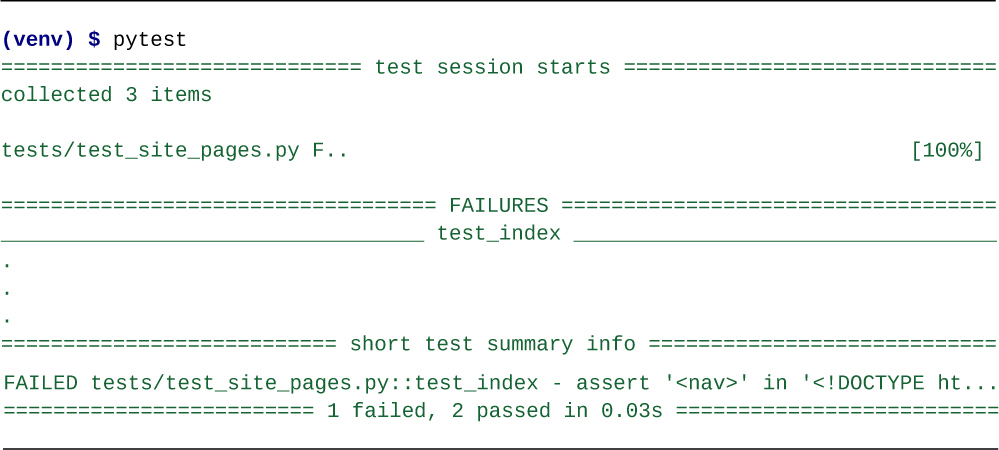 (venv) $ pytest
============================= test session starts ==============================
collected 3 items
tests/test_site_pages.py F.. [100%]
=================================== FAILURES ===================================
__________________________________ test_index __________________________________
.
.
.
=========================== short test summary info ============================
FAILED tests/test_site_pages.py::test_index - assert '<nav>' in '<!DOCTYPE ht...
========================= 1 failed, 2 passed in 0.03s ==========================